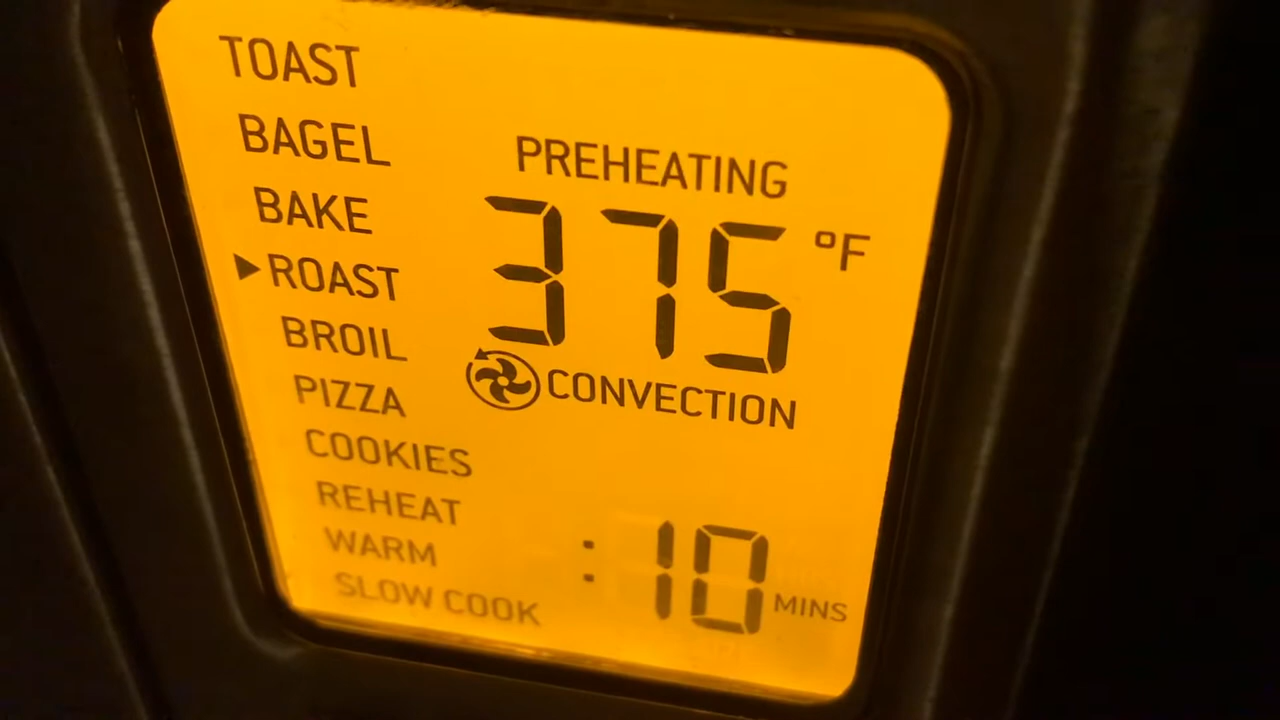 TOAST
BAGEL
BAKE
ROAST
BROIL
PIZZA
COOKIES
REHEAT
WARM
SLOW COOK
PREHEATING
375 °F
CONVECTION
:10 MINS